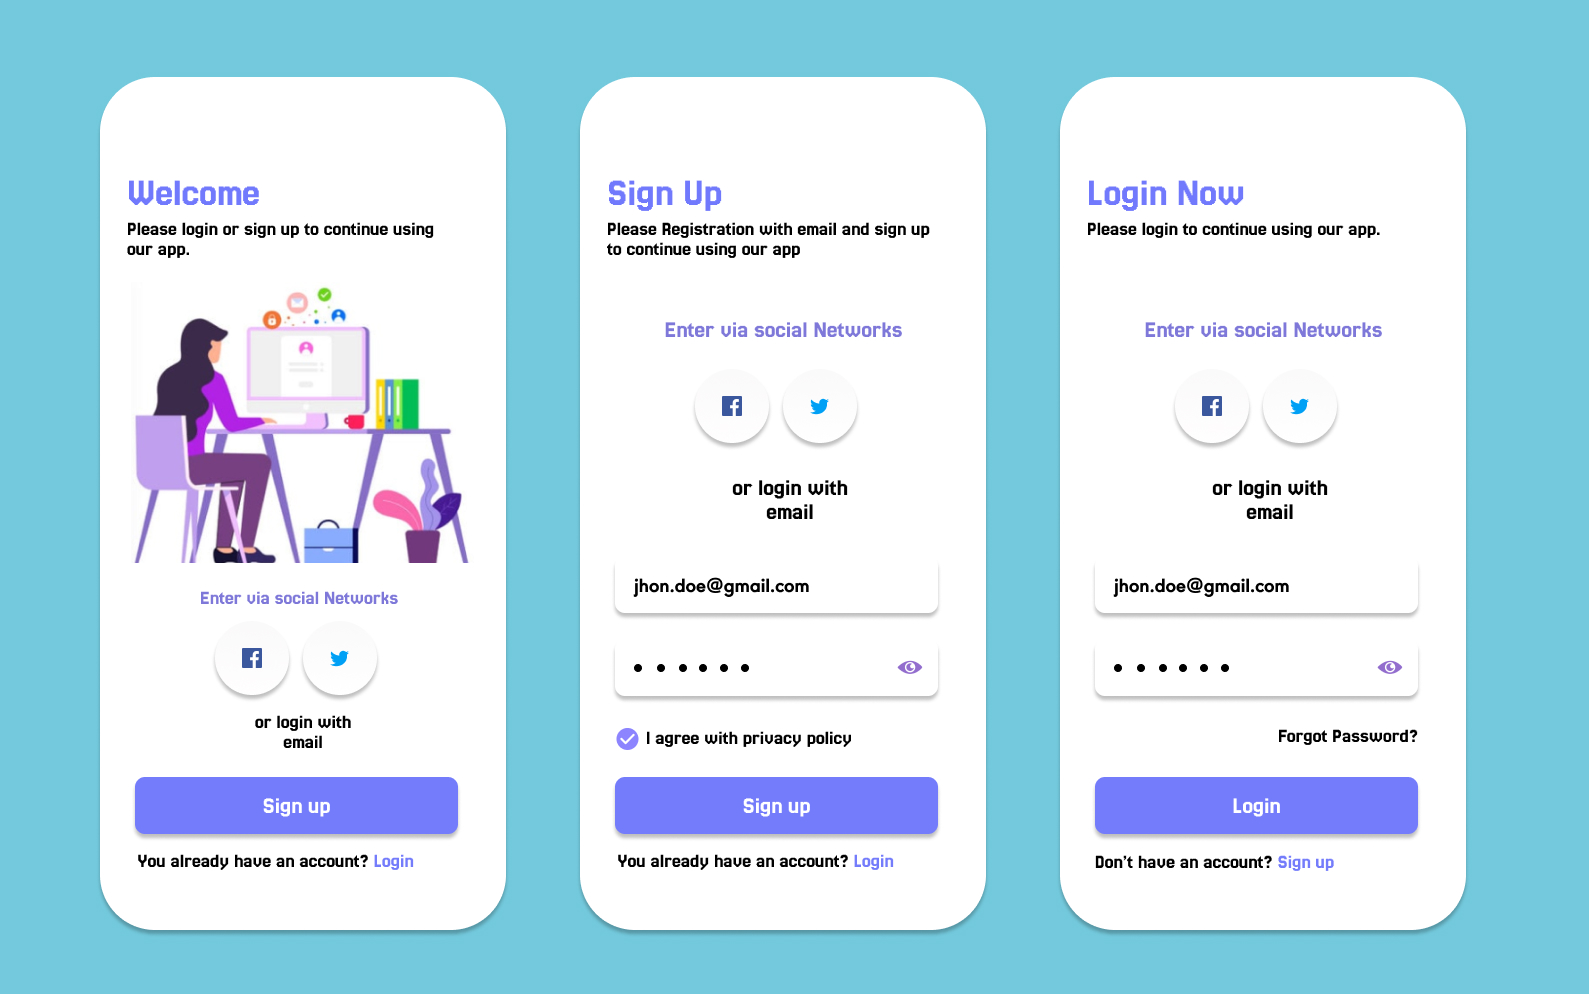 Welcome
Please login or sign up to continue using
our app.
Enter via social Networks
or login with
email
Sign up
You already have an account? Login
Sign Up
Please Registration with email and sign up
to continue using our app
Enter via social Networks
or login with
email
jhon.doe@gmail.com
I agree with privacy policy
Sign up
You already have an account? Login
Login Now
Please login to continue using our app.
Enter via social Networks
or login with
email
jhon.doe@gmail.com
Forgot Password?
Login
Don't have an account? Sign up